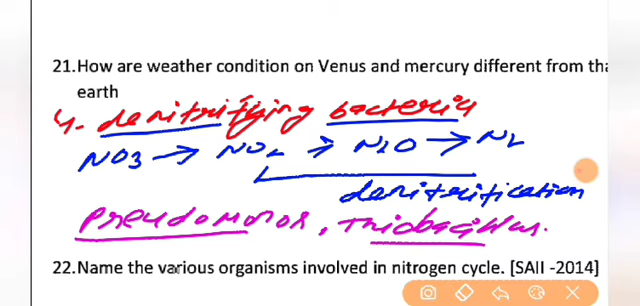 21.How are weather condition on Venus and mercury different from tha
earth
4. denitrifying bacteria
NO3 → NO2 → N2O → N2
denitrification
Pseudomonas, Thiobacillus.
22.Name the various organisms involved in nitrogen cycle. [SAII -2014]